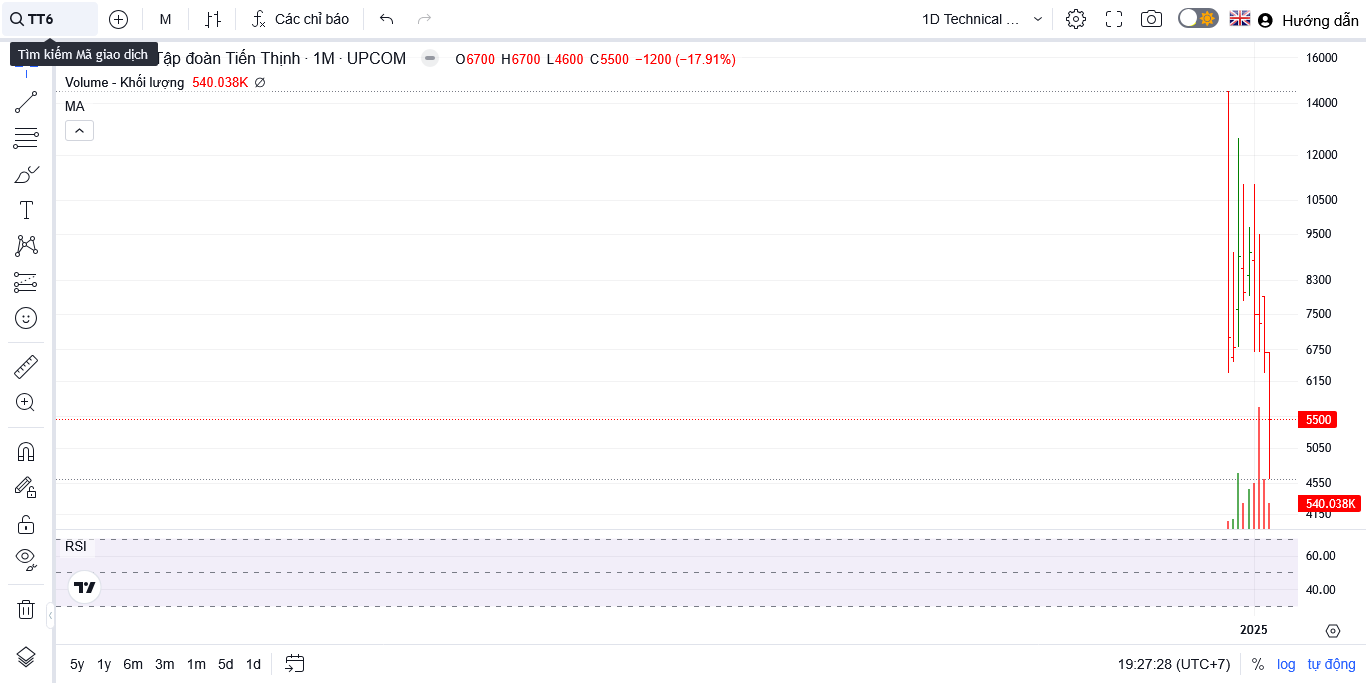 TT6
M
Các chỉ báo
1D Technical ...
Hướng dẫn
Tìm kiếm Mã giao dịch
Tập đoàn Tiến Thịnh · 1M · UPCOM
O6700 H6700 L4600 C5500 −1200 (−17.91%)
Volume - Khối lượng 540.038K ∅
MA
16000
14000
12000
10500
9500
8300
7500
6750
6150
5500
5050
4550
540.038K
4150
RSI
60.00
40.00
2025
5y 1y 6m 3m 1m 5d 1d
19:27:28 (UTC+7)
%
log
tự động